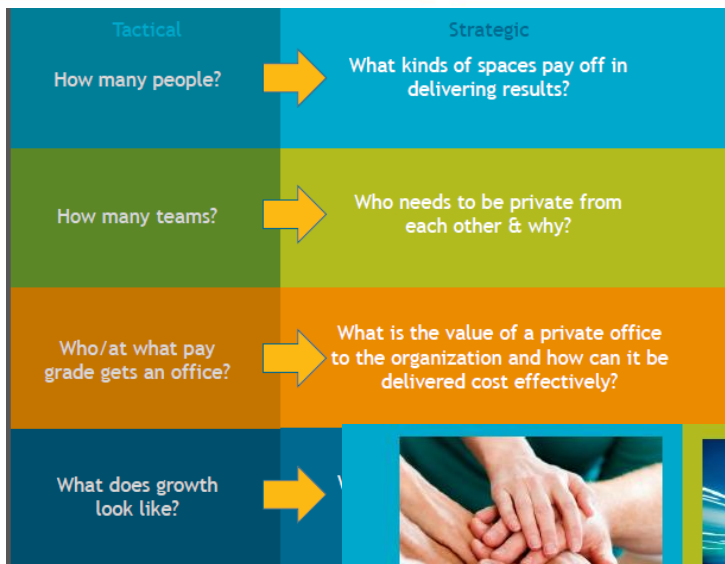 Tactical
Strategic
How many people?
What kinds of spaces pay off in
delivering results?
How many teams?
Who needs to be private from
each other & why?
Who/at what pay
grade gets an office?
What is the value of a private office
to the organization and how can it be
delivered cost effectively?
What does growth
look like?